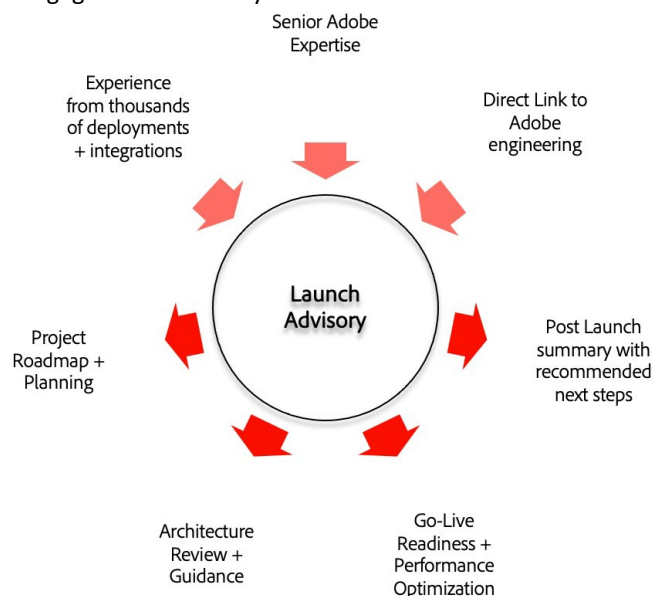 Senior Adobe
Expertise
Experience
from thousands
of deployments
+ integrations
Direct Link to
Adobe
engineering
Launch
Advisory
Project
Roadmap +
Planning
Post Launch
summary with
recommended
next steps
Architecture
Review +
Guidance
Go-Live
Readiness +
Performance
Optimization